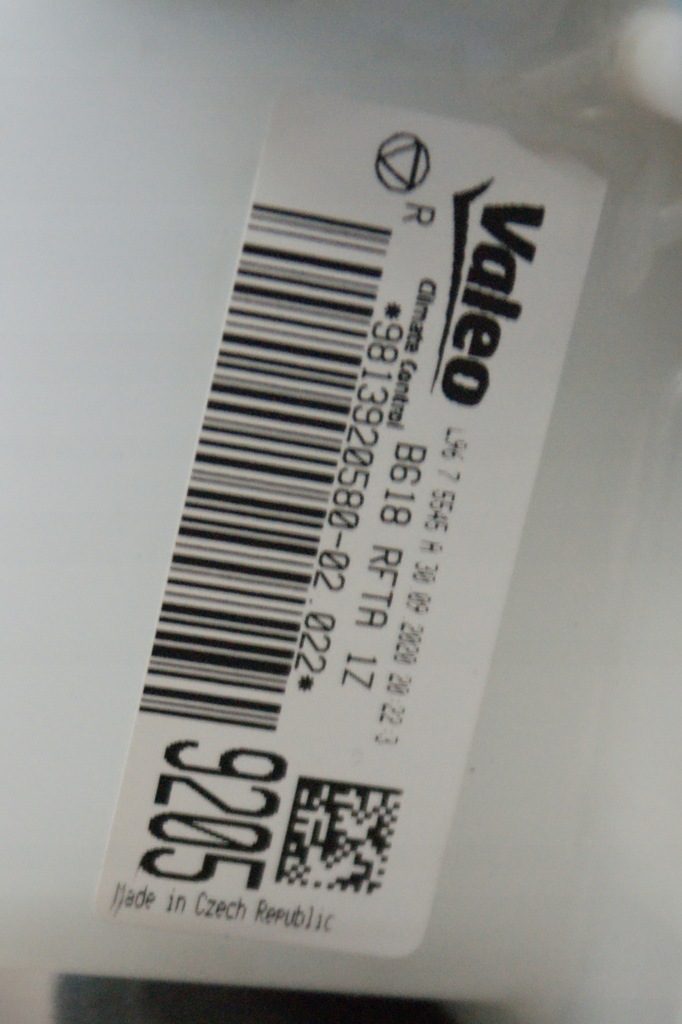 Valeo
L96 7 5545 A 30 09 2020 20:22:3
R Climate Control B618 RFTA 1Z
*9813920580-02.022*
9205
Made in Czech Republic